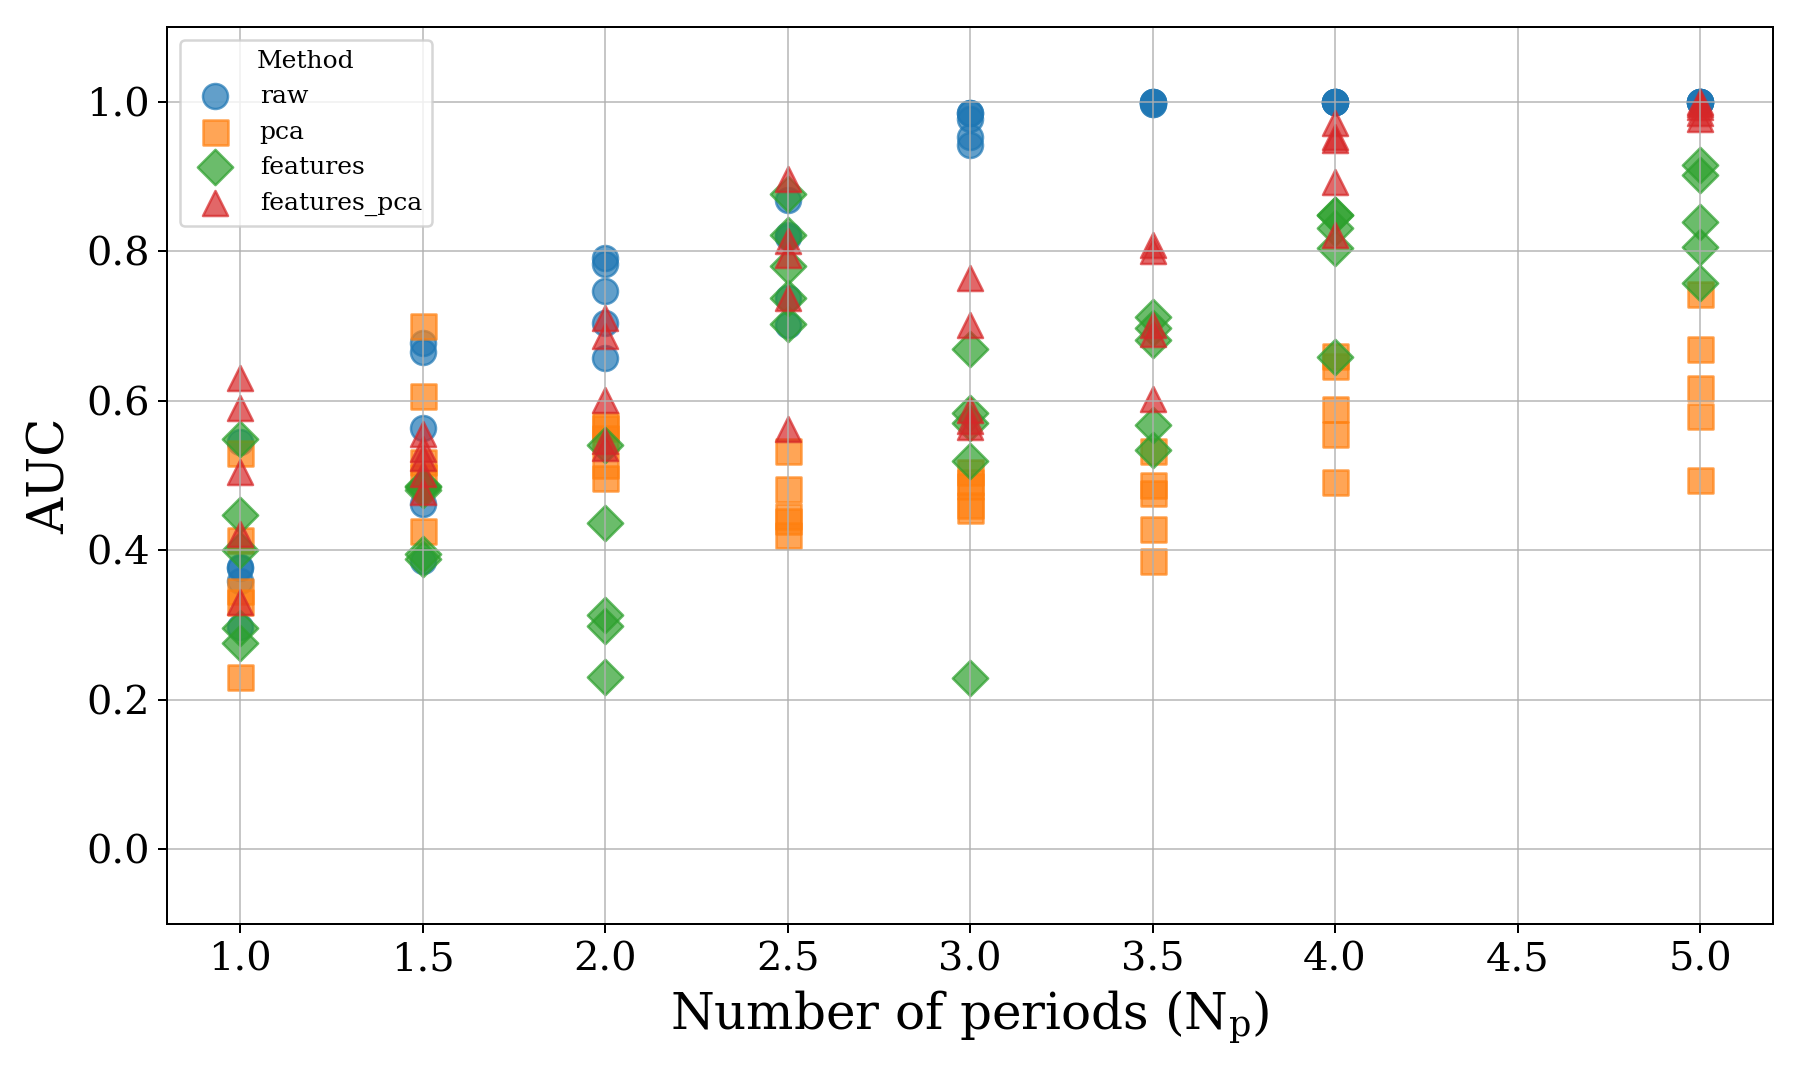 Method
raw
pca
features
features_pca
1.0
0.8
0.6
0.4
0.2
0.0
AUC
1.0 1.5 2.0 2.5 3.0 3.5 4.0 4.5 5.0
Number of periods (Np)